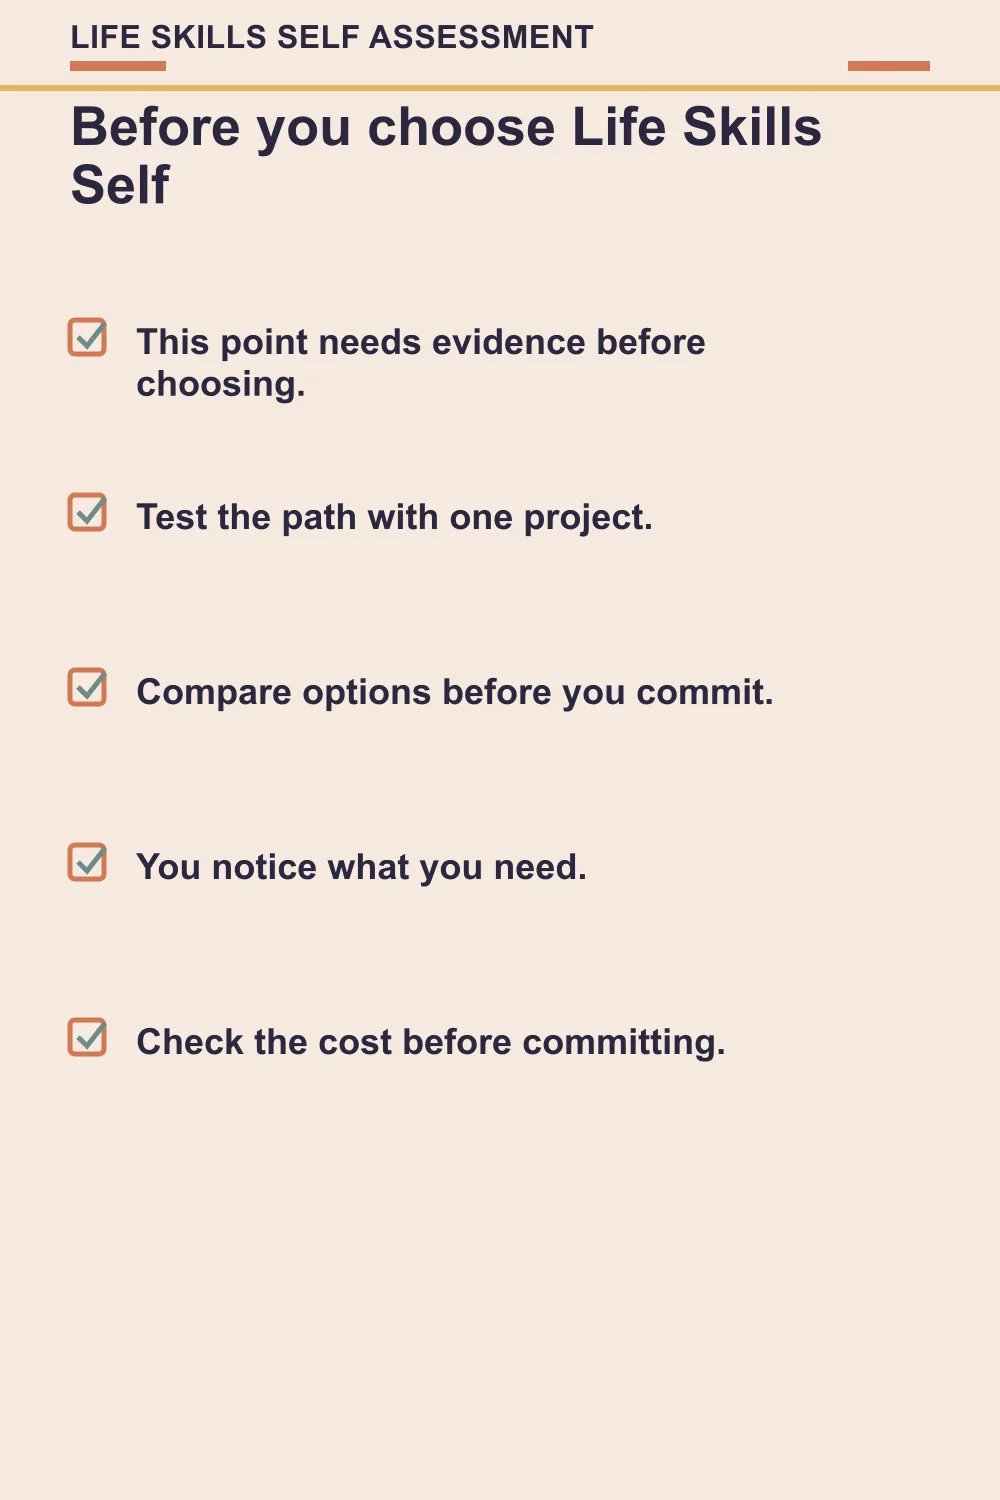 LIFE SKILLS SELF ASSESSMENT
Before you choose Life Skills
Self
This point needs evidence before
choosing.
Test the path with one project.
Compare options before you commit.
You notice what you need.
Check the cost before committing.